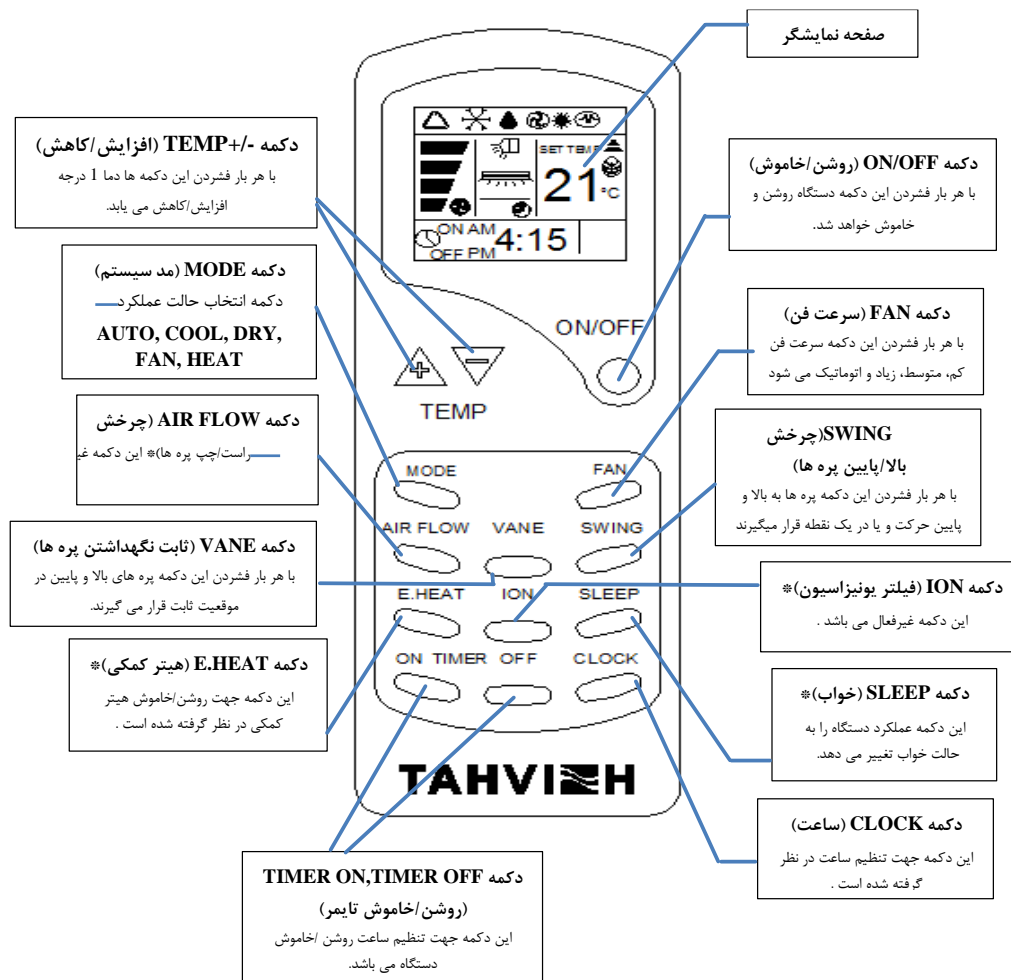 صفحه نمایشگر
دکمه TEMP+/- (افزایش/کاهش)
با هر بار فشردن این دکمه ها دما 1 درجه
افزایش/کاهش می یابد.
دکمه ON/OFF (روشن/خاموش)
با هر بار فشردن این دکمه دستگاه روشن و
خاموش خواهد شد.
SET TEMP
21°C
ON AM
OFF PM
4:15
دکمه MODE (مد سیستم)
دکمه انتخاب حالت عملکرد
AUTO, COOL, DRY,
FAN, HEAT
دکمه FAN (سرعت فن)
با هر بار فشردن این دکمه سرعت فن
کم، متوسط، زیاد و اتوماتیک می شود
ON/OFF
+ −
TEMP
دکمه AIR FLOW (چرخش
راست/چپ پره ها)* این دکمه غیر
SWING(چرخش
بالا/پایین پره ها)
با هر بار فشردن این دکمه پره ها به بالا و
پایین حرکت و یا در یک نقطه قرار میگیرند
MODE FAN
AIR FLOW VANE SWING
E.HEAT ION SLEEP
ON TIMER OFF CLOCK
TAHVIEH
دکمه VANE (ثابت نگهداشتن پره ها)
با هر بار فشردن این دکمه پره های بالا و پایین در
موقعیت ثابت قرار می گیرند.
دکمه ION (فیلتر یونیزاسیون)*
این دکمه غیرفعال می باشد .
دکمه E.HEAT (هیتر کمکی)*
این دکمه جهت روشن/خاموش هیتر
کمکی در نظر گرفته شده است .
دکمه SLEEP (خواب)*
این دکمه عملکرد دستگاه را به
حالت خواب تغییر می دهد.
دکمه CLOCK (ساعت)
این دکمه جهت تنظیم ساعت در نظر
گرفته شده است .
دکمه TIMER ON,TIMER OFF
(روشن/خاموش تایمر)
این دکمه جهت تنظیم ساعت روشن /خاموش
دستگاه می باشد.